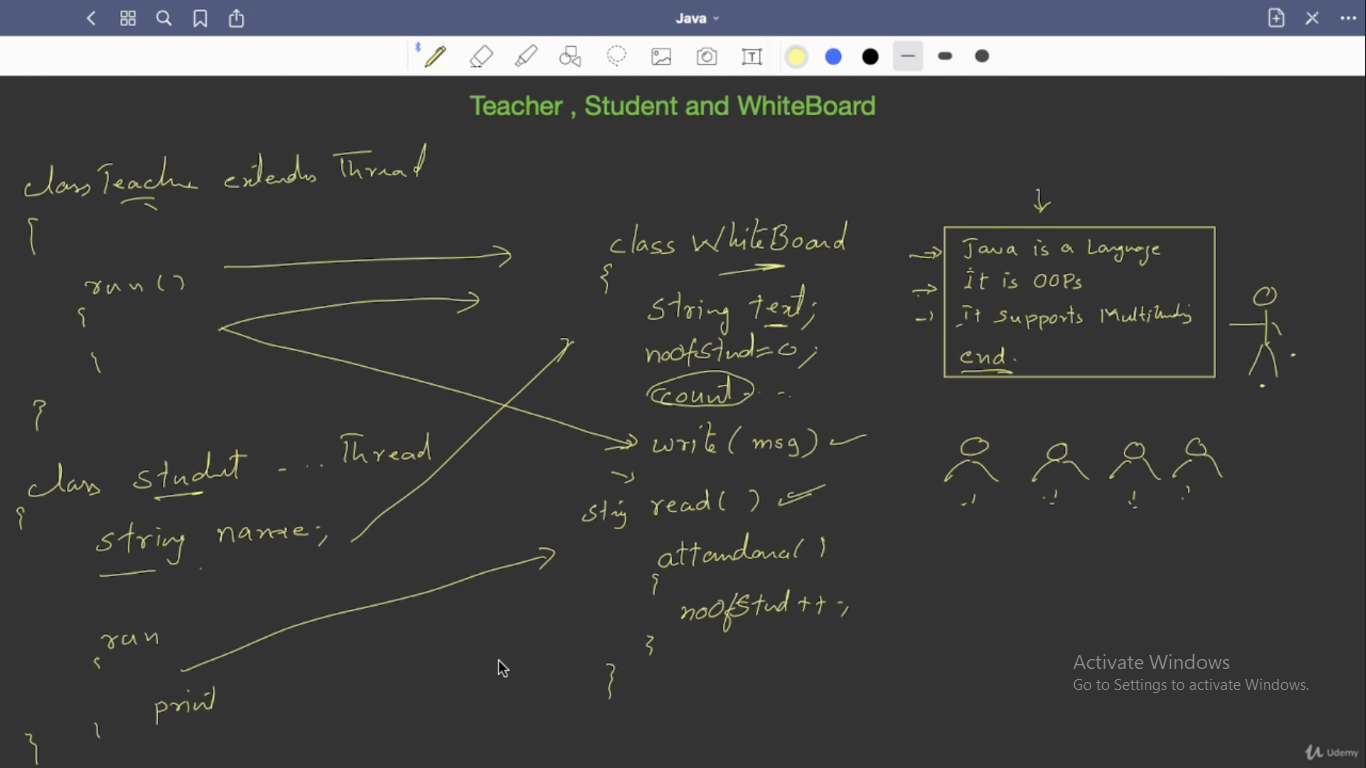 Java
Teacher , Student and WhiteBoard
class Teacher extends Thread
{
run ( )
{
}
}
class student - ... Thread
{
string name;
run
{
print
}
}
class WhiteBoard
{
String text;
noofstud=0;
count- ..
write ( msg )
read( )
attendance( )
{
noofstud ++ ;
}
}
Java is a Language
It is OOPs
It supports
end.
Activate Windows
Go to Settings to activate Windows.
Udemy